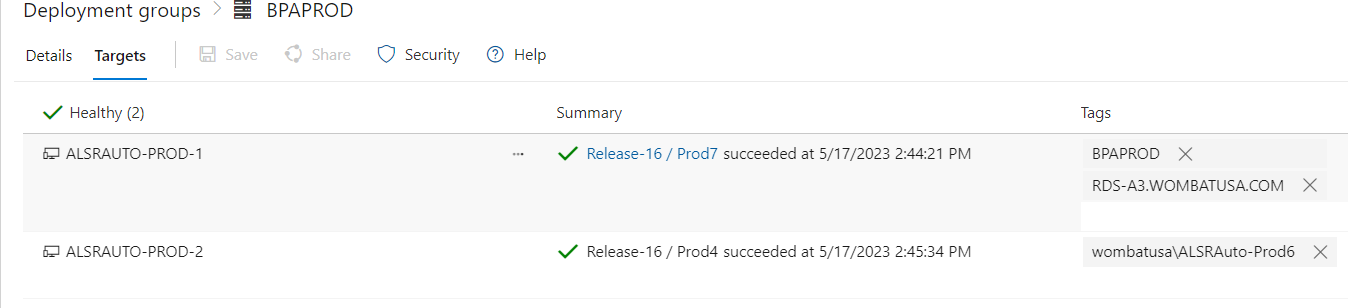 Deployment groups > BPAPROD
Details Targets Save Share Security Help
Healthy (2) Summary Tags
ALSRAUTO-PROD-1 ... Release-16 / Prod7 succeeded at 5/17/2023 2:44:21 PM BPAPROD ×
RDS-A3.WOMBATUSA.COM ×
ALSRAUTO-PROD-2 Release-16 / Prod4 succeeded at 5/17/2023 2:45:34 PM wombatusa\ALSRAuto-Prod6 ×